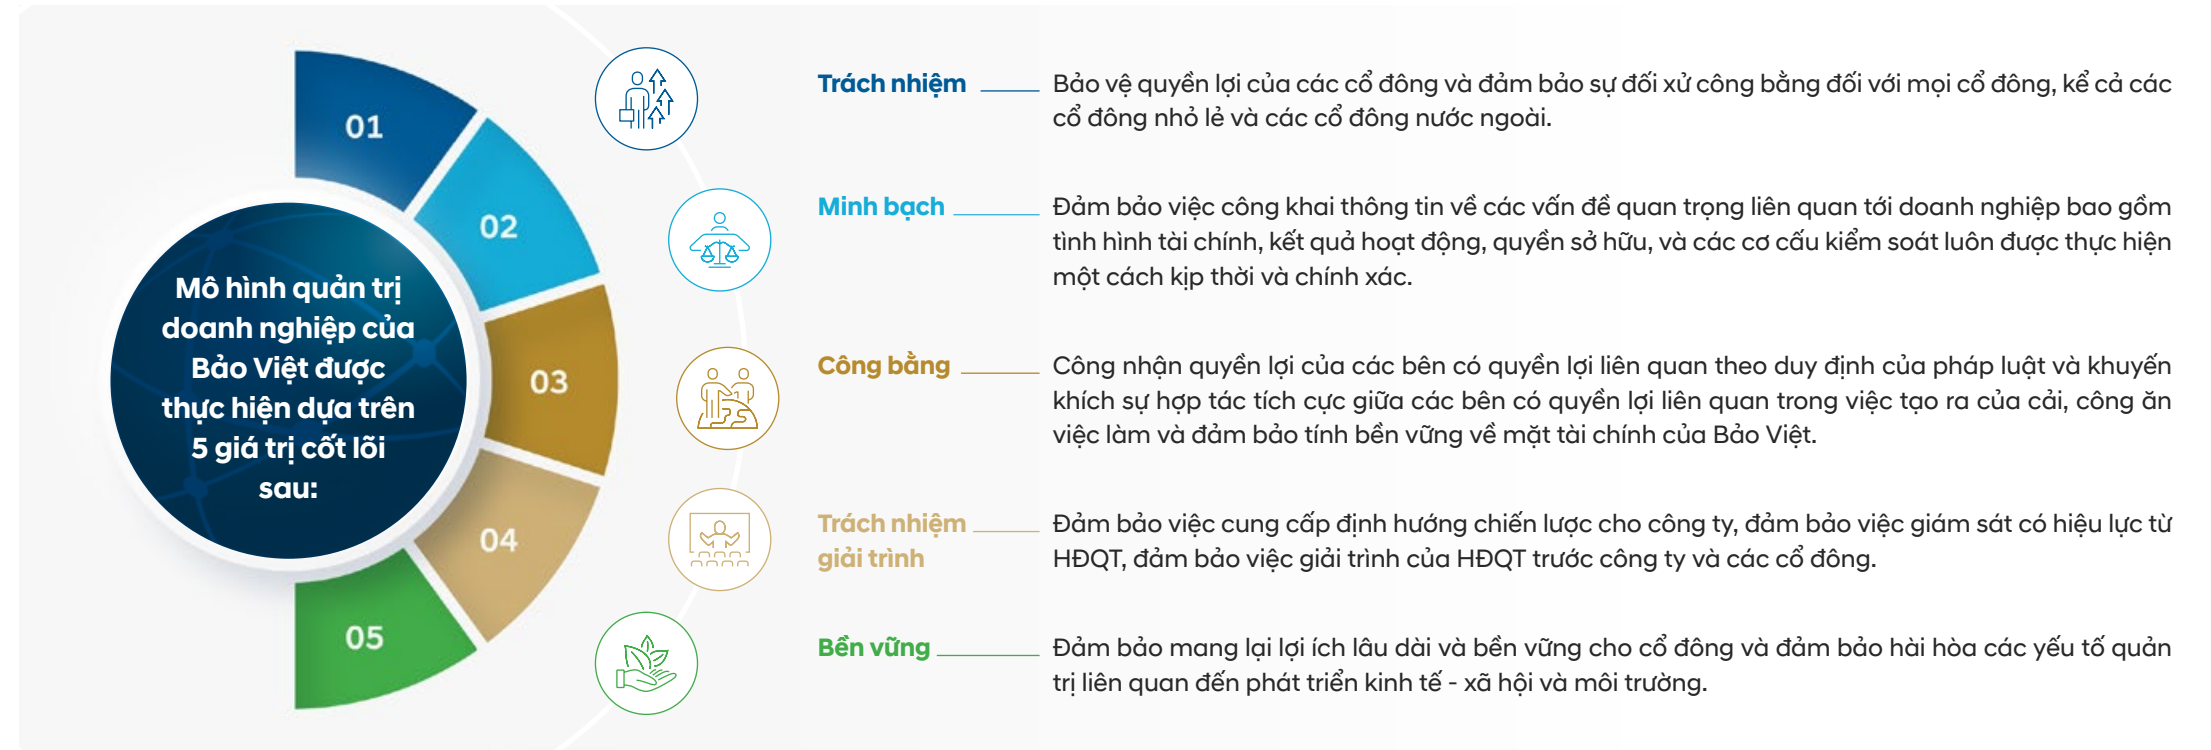 Mô hình quản trị
doanh nghiệp của
Bảo Việt được
thực hiện dựa trên
5 giá trị cốt lõi
sau:
01
Trách nhiệm
Bảo vệ quyền lợi của các cổ đông và đảm bảo sự đối xử công bằng đối với mọi cổ đông, kể cả các
cổ đông nhỏ lẻ và các cổ đông nước ngoài.
02
Minh bạch
Đảm bảo việc công khai thông tin về các vấn đề quan trọng liên quan tới doanh nghiệp bao gồm
tình hình tài chính, kết quả hoạt động, quyền sở hữu, và các cơ cấu kiểm soát luôn được thực hiện
một cách kịp thời và chính xác.
03
Công bằng
Công nhận quyền lợi của các bên có quyền lợi liên quan theo duy định của pháp luật và khuyến
khích sự hợp tác tích cực giữa các bên có quyền lợi liên quan trong việc tạo ra của cải, công ăn
việc làm và đảm bảo tính bền vững về mặt tài chính của Bảo Việt.
04
Trách nhiệm
giải trình
Đảm bảo việc cung cấp định hướng chiến lược cho công ty, đảm bảo việc giám sát có hiệu lực từ
HĐQT, đảm bảo việc giải trình của HĐQT trước công ty và các cổ đông.
05
Bền vững
Đảm bảo mang lại lợi ích lâu dài và bền vững cho cổ đông và đảm bảo hài hòa các yếu tố quản
trị liên quan đến phát triển kinh tế - xã hội và môi trường.